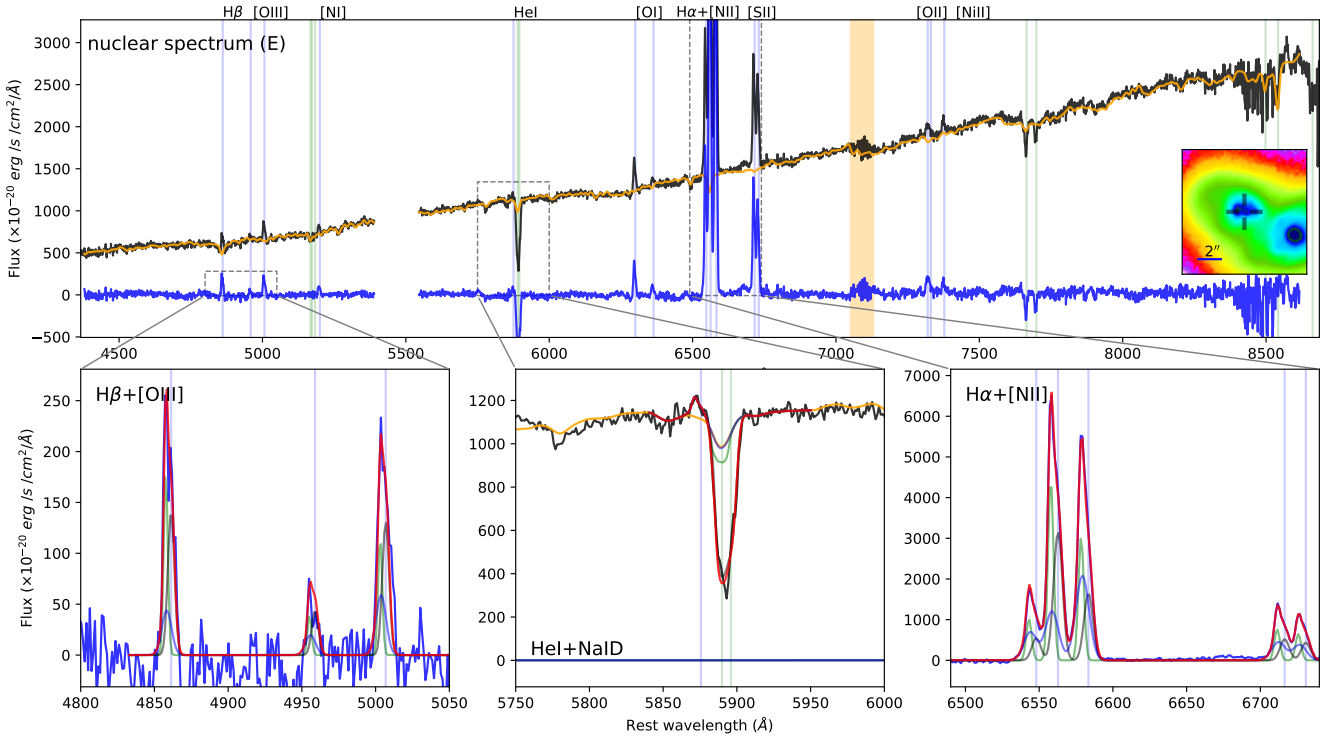 Hβ [OIII] [NI] HeI [OI] Hα+[NII] [SII] [OII] [NiII]
nuclear spectrum (E)
3000
2500
2000
1500
1000
500
0
−500
Flux (×10⁻²⁰ erg /s /cm²/Å)
2″
4500 5000 5500 6000 6500 7000 7500 8000 8500
Hβ+[OIII]
250
200
150
100
50
0
Flux (×10⁻²⁰ erg /s /cm²/Å)
4800 4850 4900 4950 5000 5050
1200
1000
800
600
400
200
0
HeI+NaID
5750 5800 5850 5900 5950 6000
Rest wavelength (Å)
Hα+[NII]
7000
6000
5000
4000
3000
2000
1000
0
6500 6550 6600 6650 6700